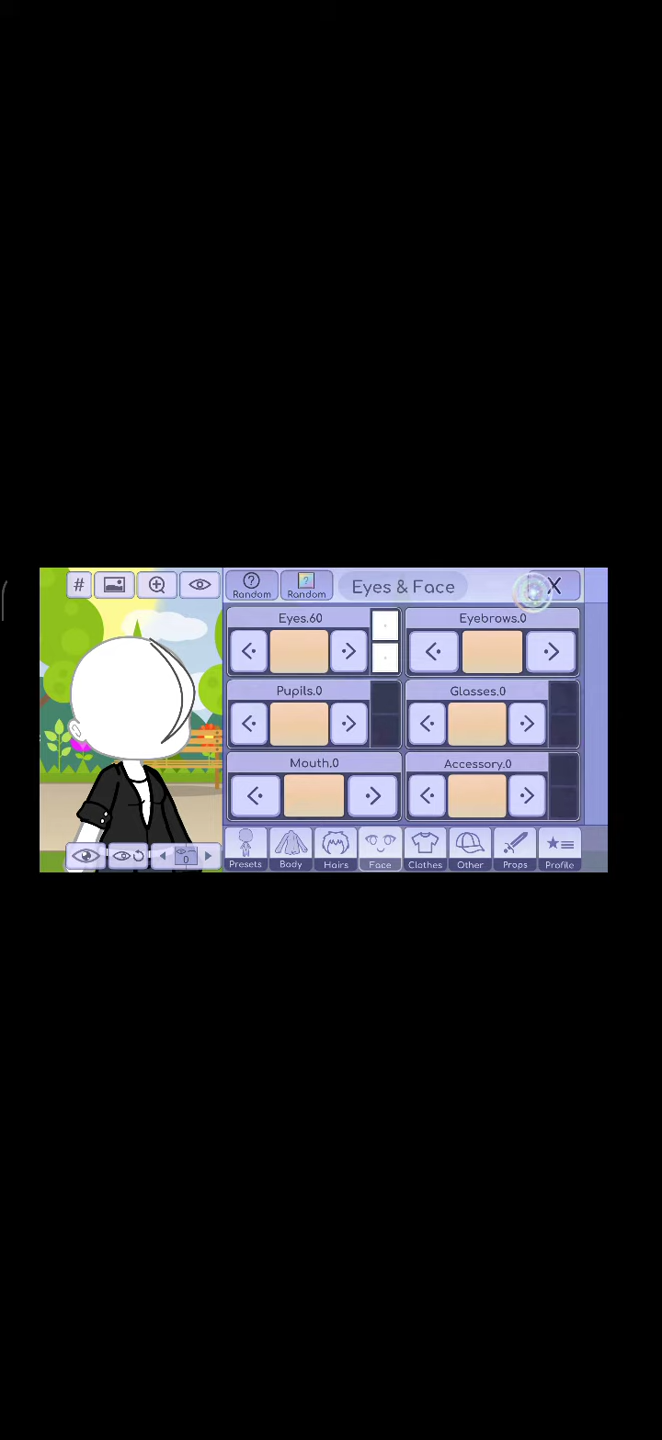 #
?
Random
?
Random
Eyes & Face
X
Eyes.60
Eyebrows.0
Pupils.0
Glasses.0
Mouth.0
Accessory.0
0
Presets
Body
Hairs
Face
Clothes
Other
Props
Profile